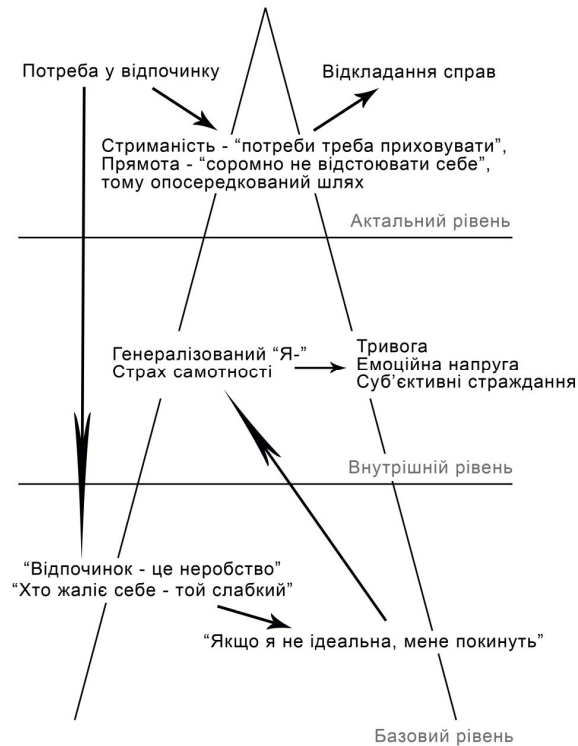 Потреба у відпочинку
Відкладання справ
Стриманість - “потреби треба приховувати”,
Прямота - “соромно не відстоювати себе”,
тому опосередкований шлях
Актальний рівень
Генералізований “Я-”
Страх самотності
Тривога
Емоційна напруга
Суб’єктивні страждання
Внутрішній рівень
“Відпочинок - це неробство”
“Хто жаліє себе - той слабкий”
“Якщо я не ідеальна, мене покинуть”
Базовий рівень